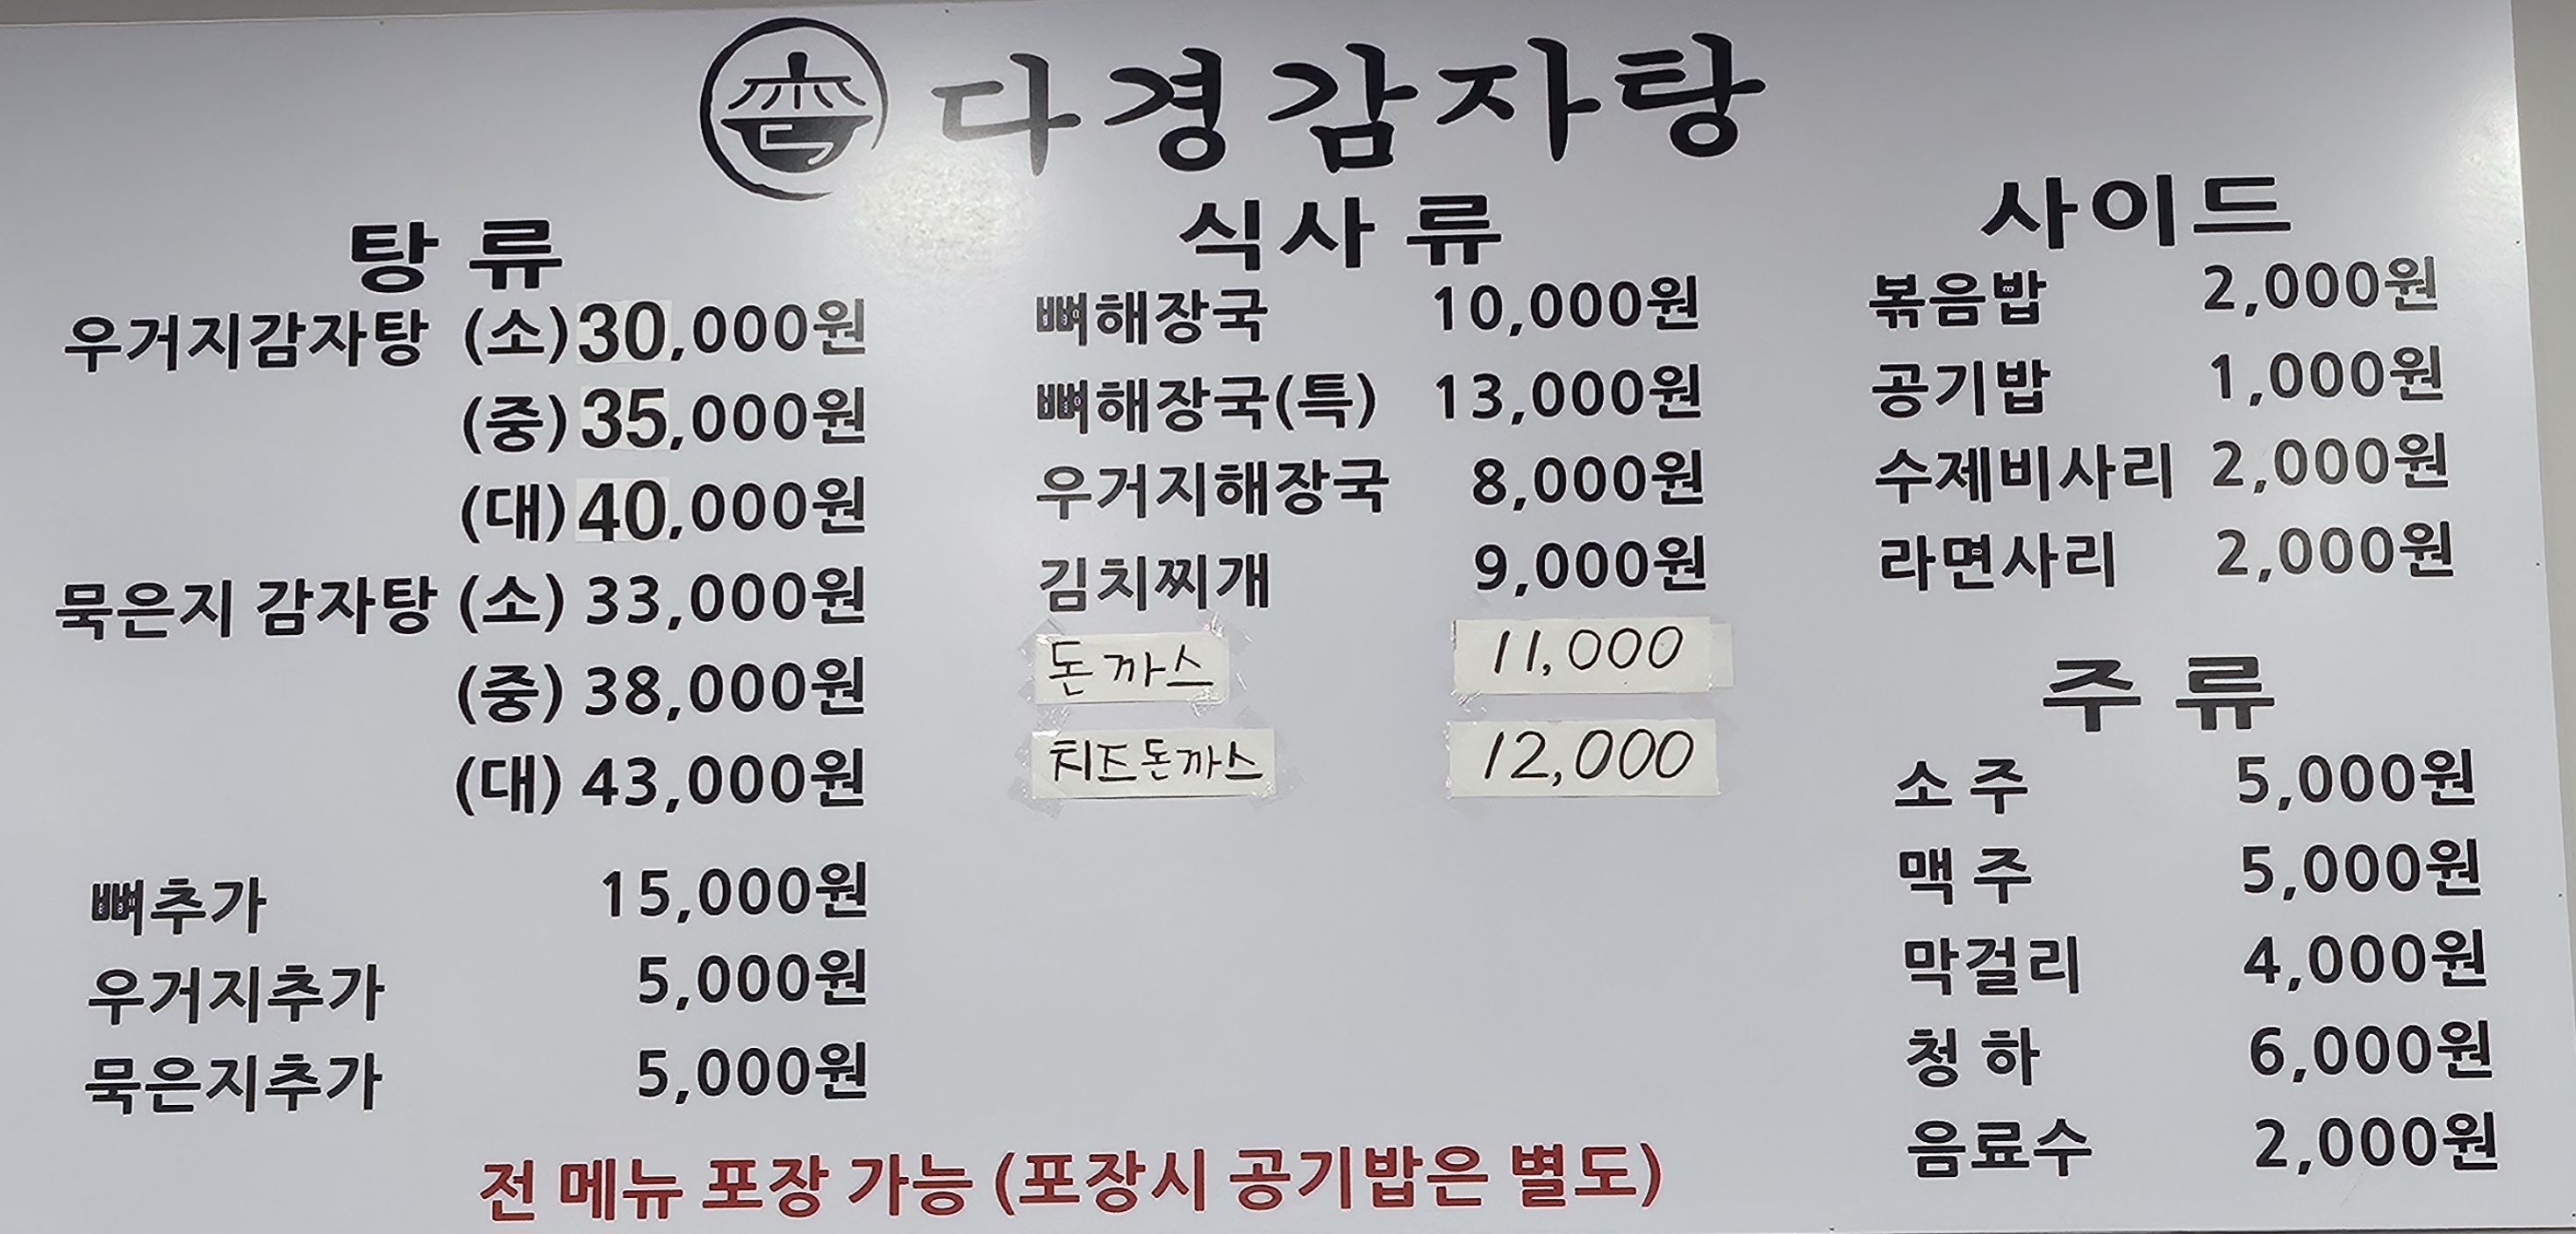 다경감자탕
탕 류
우거지감자탕 (소) 30,000원
(중) 35,000원
(대) 40,000원
묵은지 감자탕 (소) 33,000원
(중) 38,000원
(대) 43,000원
뼈추가 15,000원
우거지추가 5,000원
묵은지추가 5,000원
식사 류
뼈해장국 10,000원
뼈해장국(특) 13,000원
우거지해장국 8,000원
김치찌개 9,000원
돈까스 11,000
치즈돈까스 12,000
사이드
볶음밥 2,000원
공기밥 1,000원
수제비사리 2,000원
라면사리 2,000원
주 류
소 주 5,000원
맥 주 5,000원
막걸리 4,000원
청 하 6,000원
음료수 2,000원
전 메뉴 포장 가능 (포장시 공기밥은 별도)